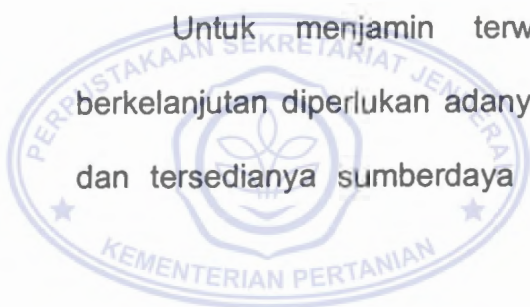 Untuk menjamin terw
berkelanjutan diperlukan adany
dan tersedianya sumberdaya
PERPUSTAKAAN SEKRETARIAT JENDERAL
KEMENTERIAN PERTANIAN